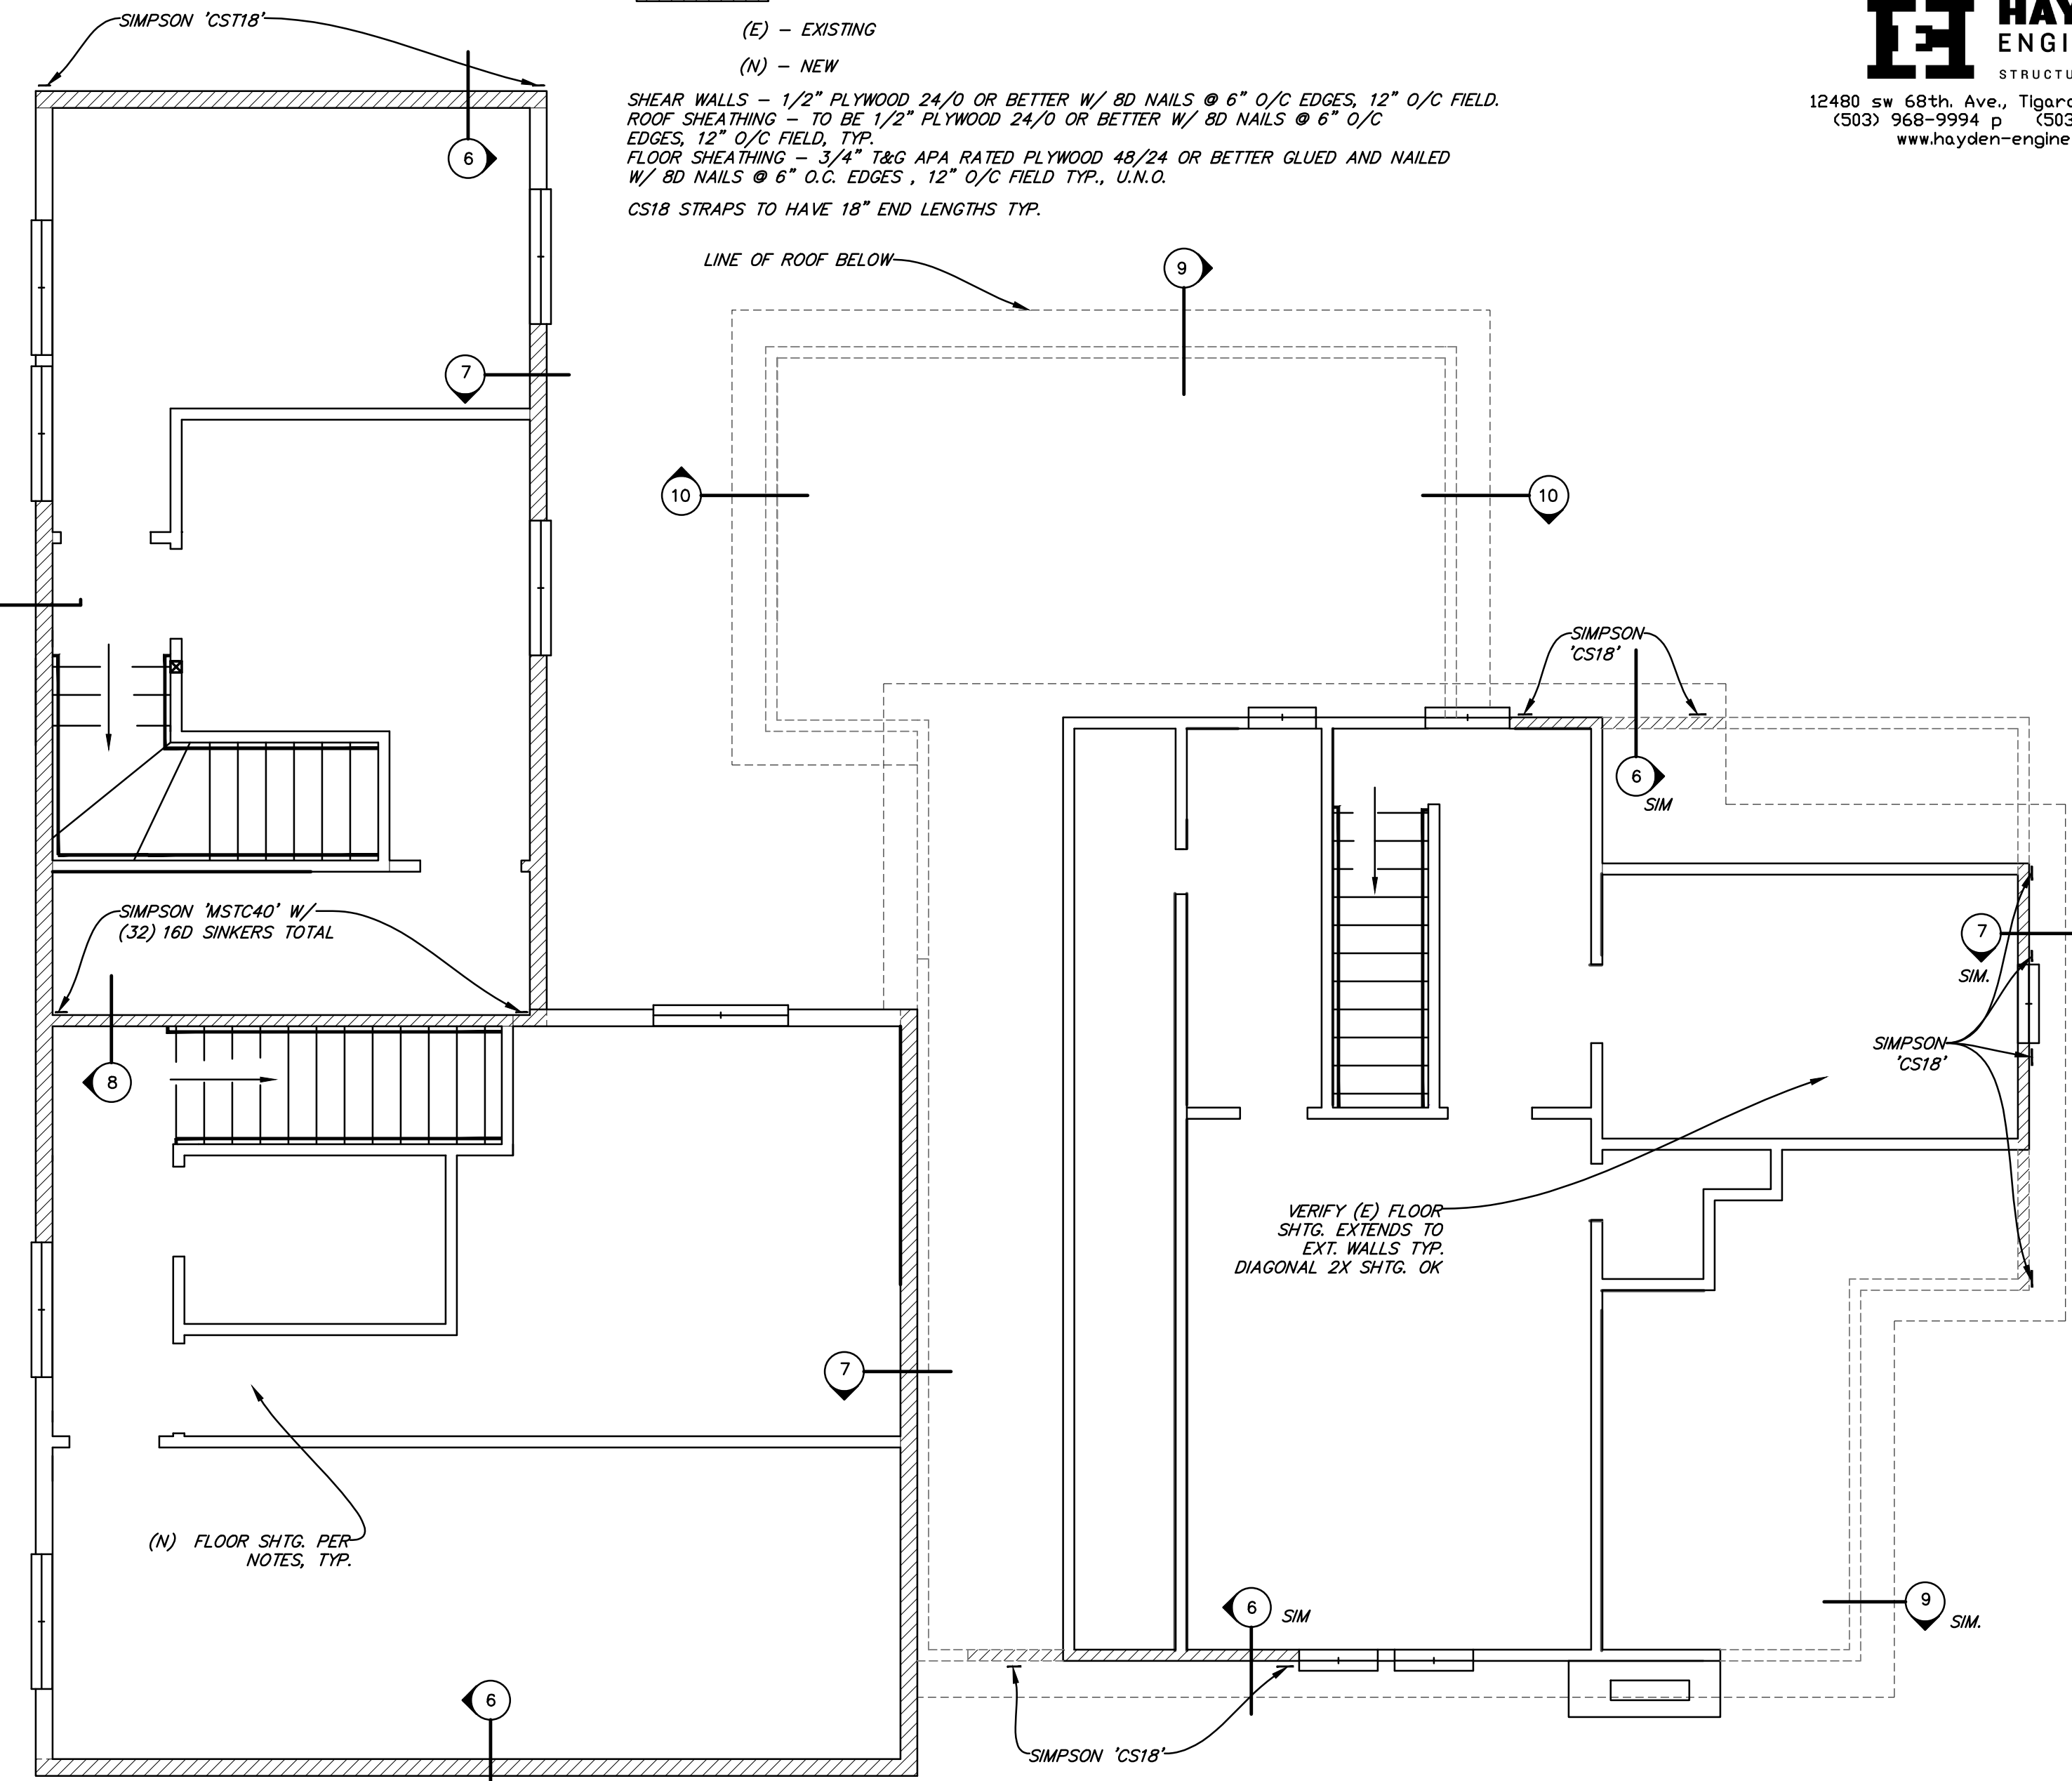 SIMPSON 'CST18'
(E) – EXISTING
(N) – NEW
SHEAR WALLS – 1/2" PLYWOOD 24/0 OR BETTER W/ 8D NAILS @ 6" O/C EDGES, 12" O/C FIELD.
ROOF SHEATHING – TO BE 1/2" PLYWOOD 24/0 OR BETTER W/ 8D NAILS @ 6" O/C
EDGES, 12" O/C FIELD, TYP.
FLOOR SHEATHING – 3/4" T&G APA RATED PLYWOOD 48/24 OR BETTER GLUED AND NAILED
W/ 8D NAILS @ 6" O.C. EDGES , 12" O/C FIELD TYP., U.N.O.
CS18 STRAPS TO HAVE 18" END LENGTHS TYP.
HAY
ENGI
STRUCTU
12480 sw 68th. Ave., Tigard
(503) 968-9994 p (503
www.hayden-engine
6
LINE OF ROOF BELOW
9
7
10
10
SIMPSON
'CS18'
6
SIM
SIMPSON 'MSTC40' W/
(32) 16D SINKERS TOTAL
7
SIM.
8
SIMPSON
'CS18'
VERIFY (E) FLOOR
SHTG. EXTENDS TO
EXT. WALLS TYP.
DIAGONAL 2X SHTG. OK
7
(N) FLOOR SHTG. PER
NOTES, TYP.
6 SIM
9
SIM.
6
SIMPSON 'CS18'